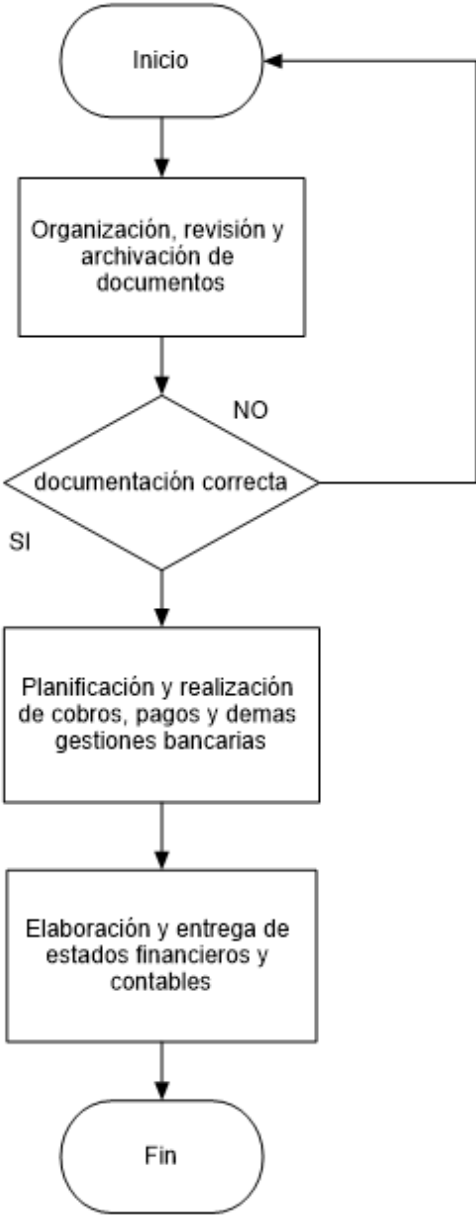 Inicio
Organización, revisión y
archivación de
documentos
NO
documentación correcta
SI
Planificación y realización
de cobros, pagos y demas
gestiones bancarias
Elaboración y entrega de
estados financieros y
contables
Fin